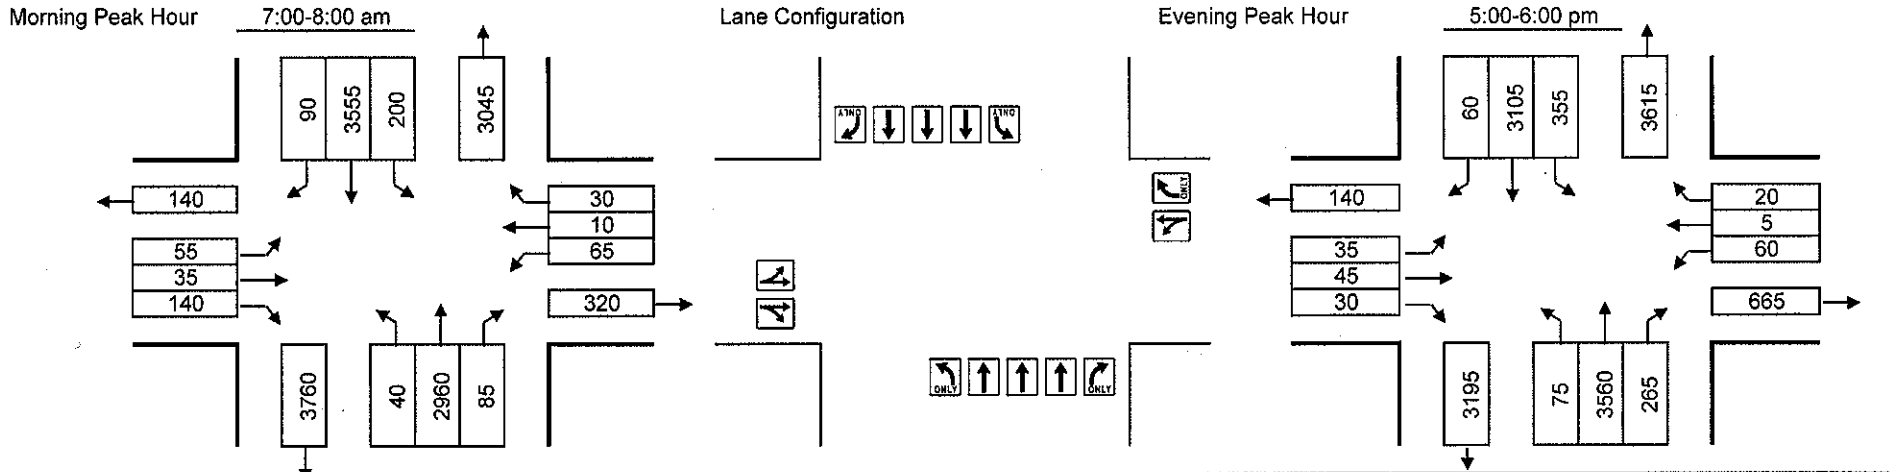 Morning Peak Hour 7:00-8:00 am
90 3555 200 3045
140
55
35
140
30
10
65
320
3760 40 2960 85
Lane Configuration
ONLY ONLY
ONLY
ONLY ONLY
Evening Peak Hour 5:00-6:00 pm
60 3105 355 3615
140
35
45
30
20
5
60
665
3195 75 3560 265